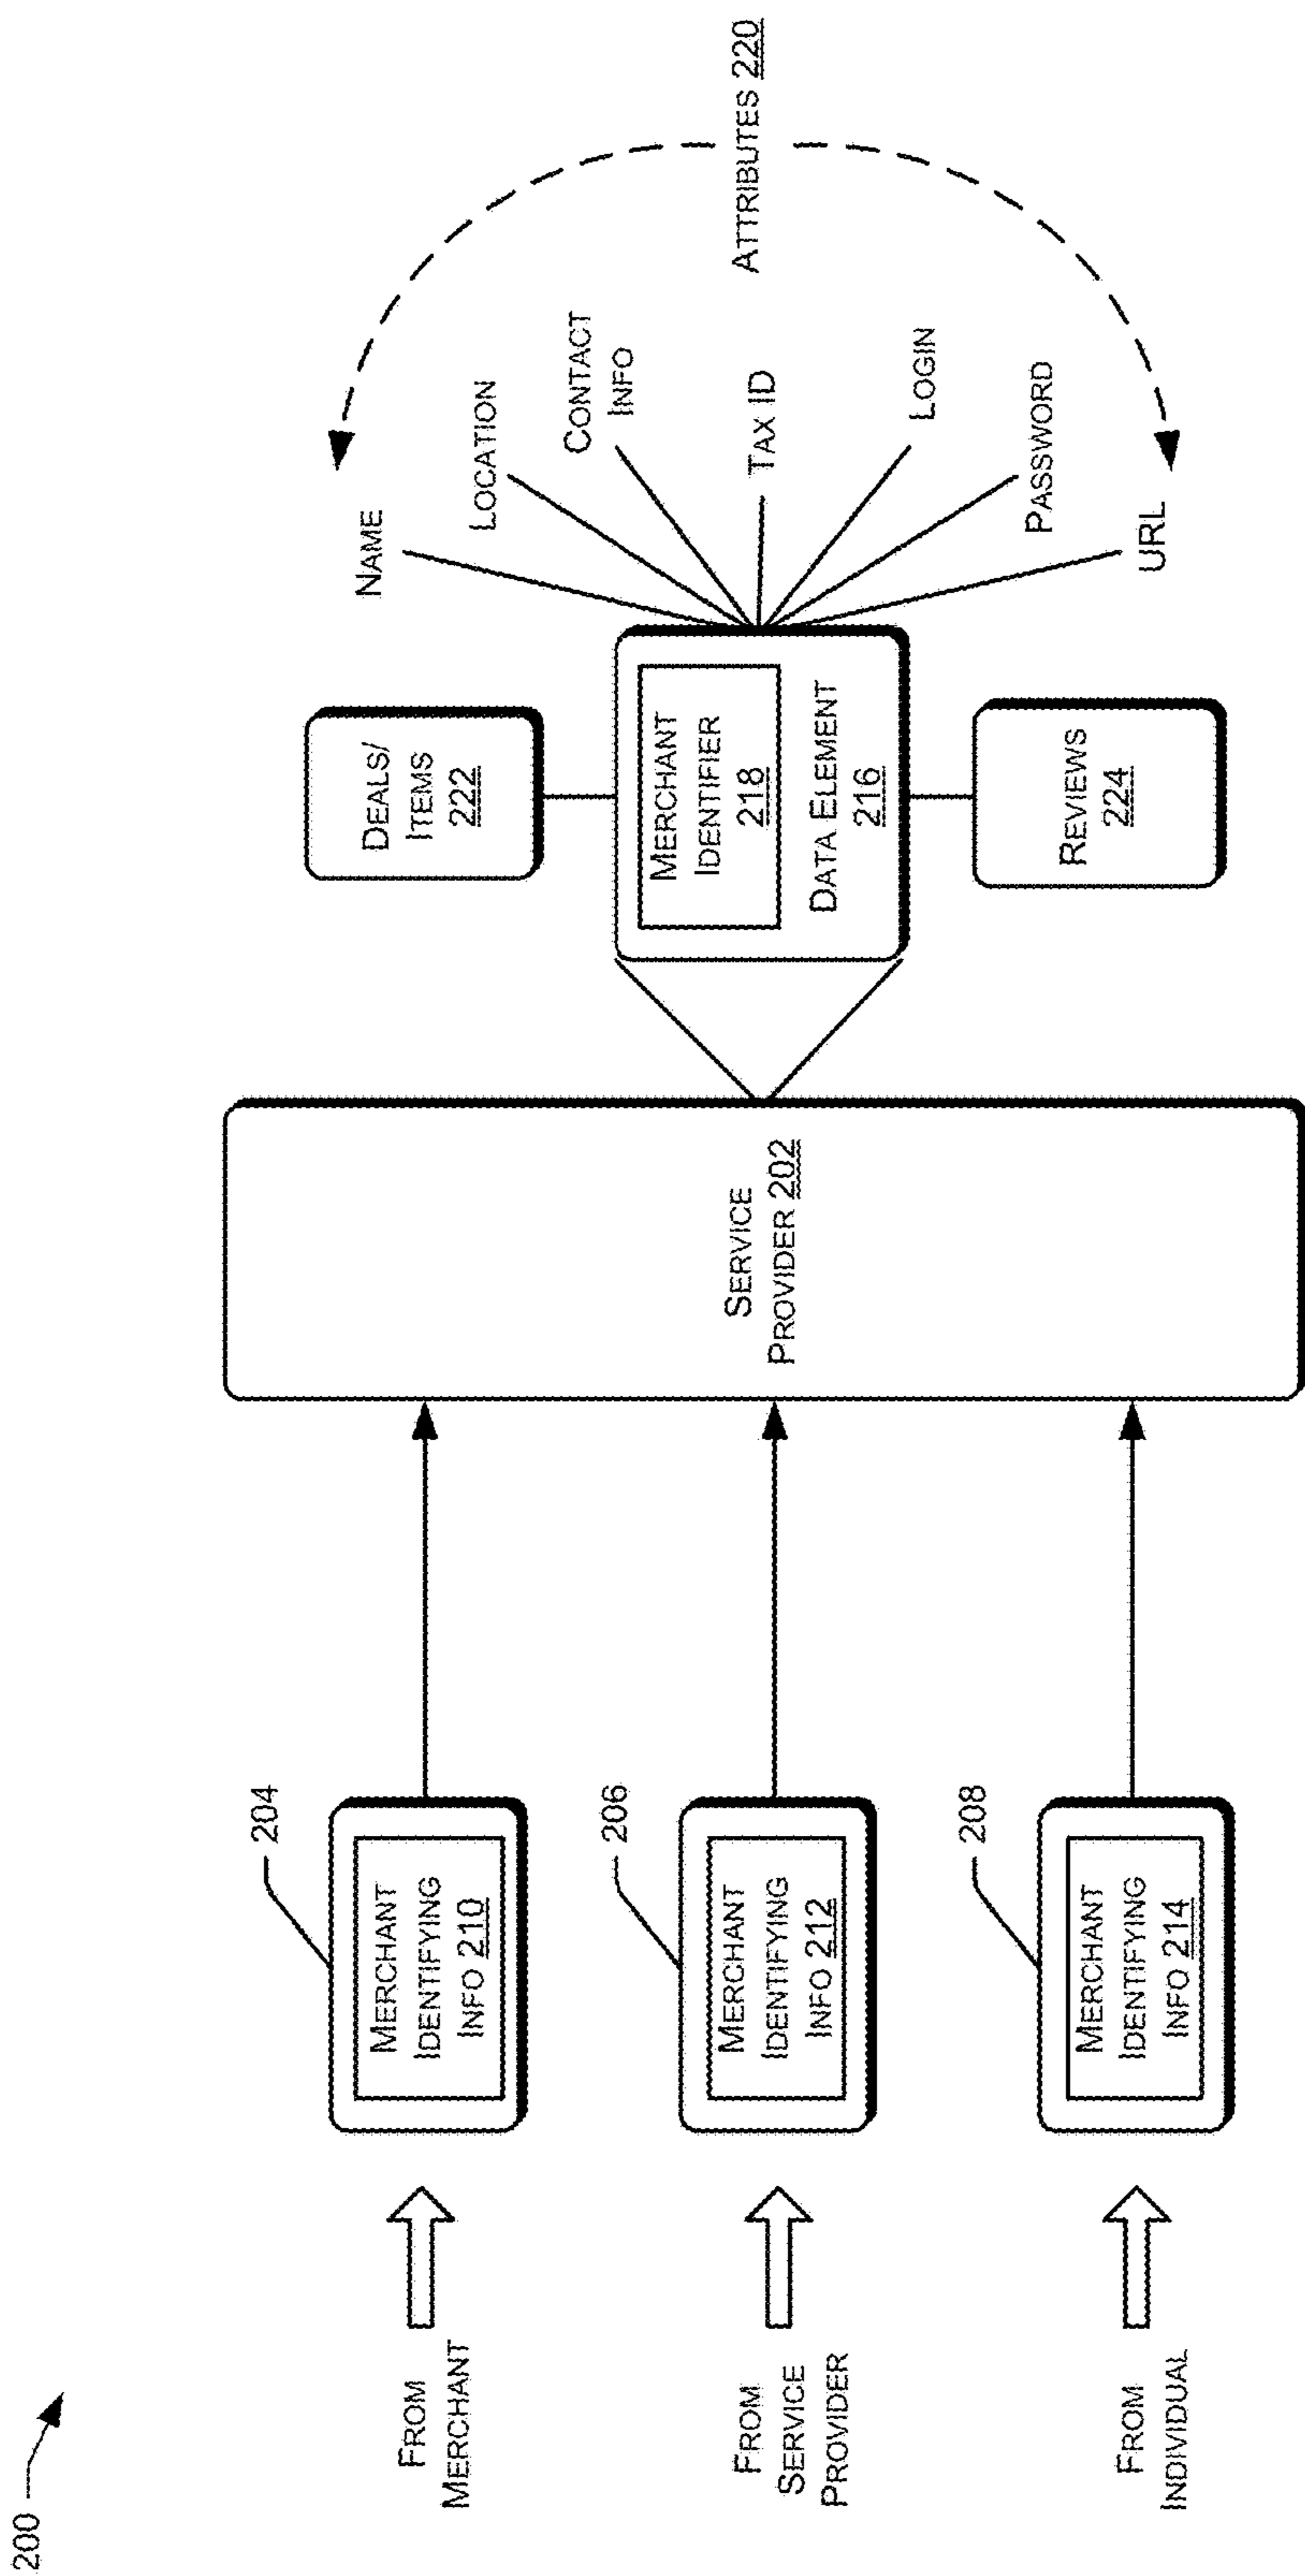 200
FROM
MERCHANT
204
MERCHANT
IDENTIFYING
INFO 210
FROM
SERVICE
PROVIDER
206
MERCHANT
IDENTIFYING
INFO 212
FROM
INDIVIDUAL
208
MERCHANT
IDENTIFYING
INFO 214
SERVICE
PROVIDER 202
DEALS/
ITEMS
222
MERCHANT
IDENTIFIER
218
DATA ELEMENT
216
REVIEWS
224
NAME
LOCATION
CONTACT
INFO
TAX ID
LOGIN
PASSWORD
URL
ATTRIBUTES 220